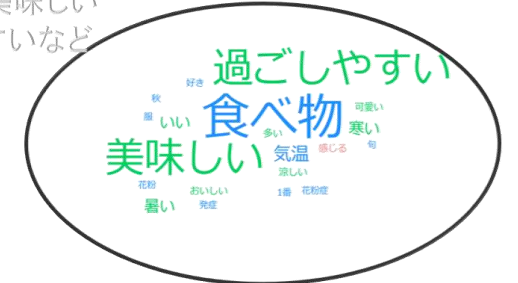 美味しい
すいなど
過ごしやすい
好き
秋
食べ物
可愛い
服
いい
多い
寒い
美味しい
気温
感じる
旬
涼しい
花粉
おいしい
1番
花粉症
暑い
発症